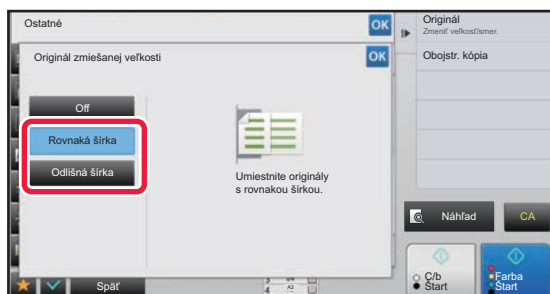 Ostatné
OK
Originál zmiešanej veľkosti
OK
Off
Rovnaká šírka
Odlišná šírka
Umiestnite originály
s rovnakou šírkou.
Originál
Zmeniť veľkosť/smer.
Obojstr. kópia
Náhľad
CA
Č/b
Štart
Farba
Štart
Späť